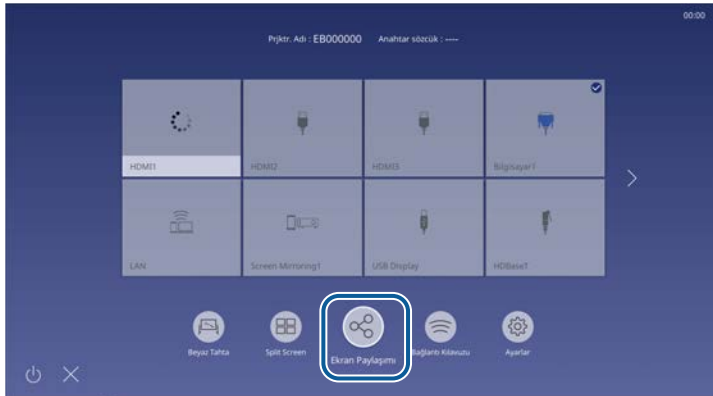 00:00
Prjktr. Adı : EB000000 Anahtar sözcük : ----
HDMI1 HDMI2 HDMI3 Bilgisayar1
LAN Screen Mirroring1 USB Display HDBaseT
Beyaz Tahta Split Screen Ekran Paylaşımı Bağlantı Kılavuzu Ayarlar